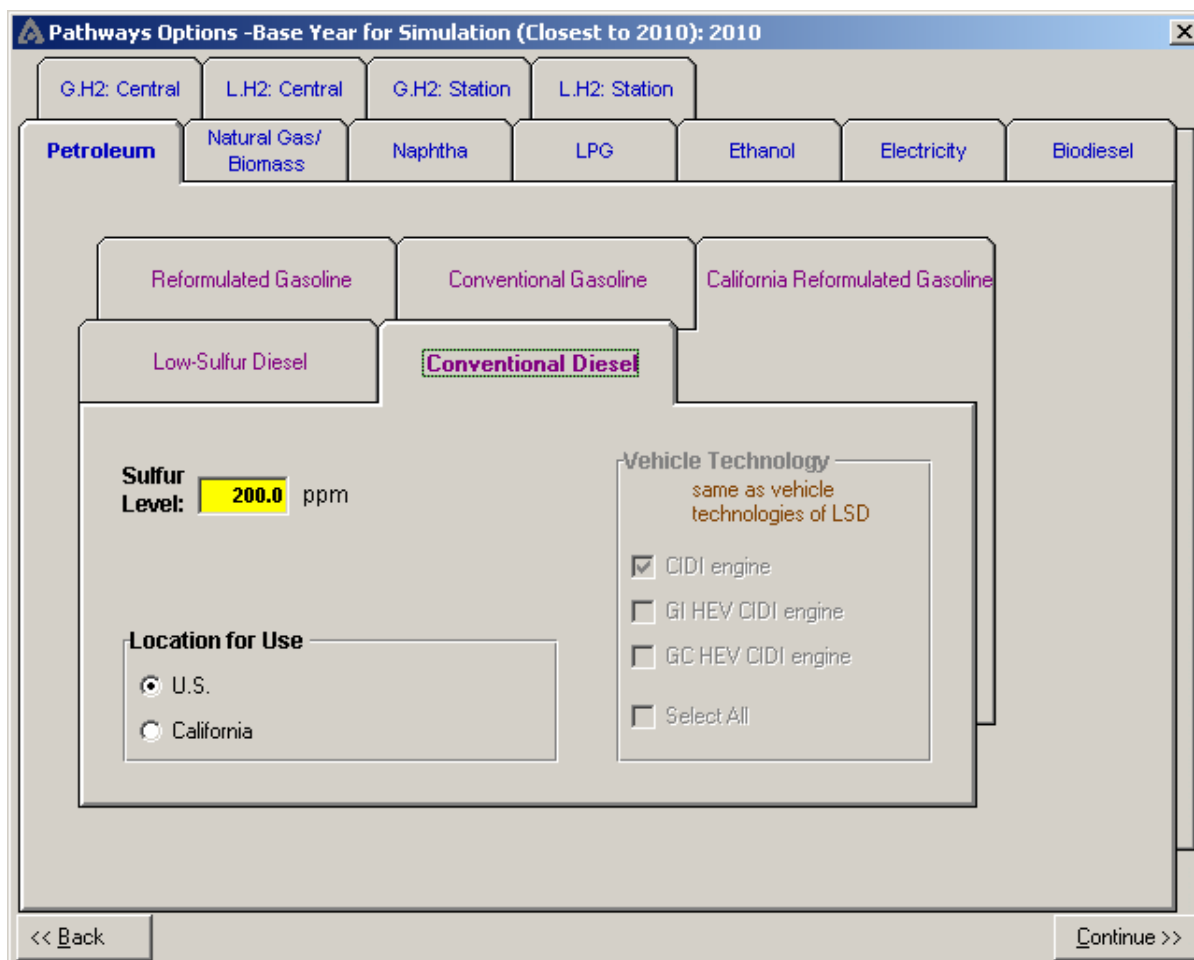 Pathways Options -Base Year for Simulation (Closest to 2010): 2010
G.H2: Central
L.H2: Central
G.H2: Station
L.H2: Station
Petroleum
Natural Gas/
Biomass
Naphtha
LPG
Ethanol
Electricity
Biodiesel
Reformulated Gasoline
Conventional Gasoline
California Reformulated Gasoline
Low-Sulfur Diesel
Conventional Diesel
Sulfur
Level:
200.0 ppm
Location for Use
U.S.
California
Vehicle Technology
same as vehicle
technologies of LSD
CIDI engine
GI HEV CIDI engine
GC HEV CIDI engine
Select All
<< Back
Continue >>